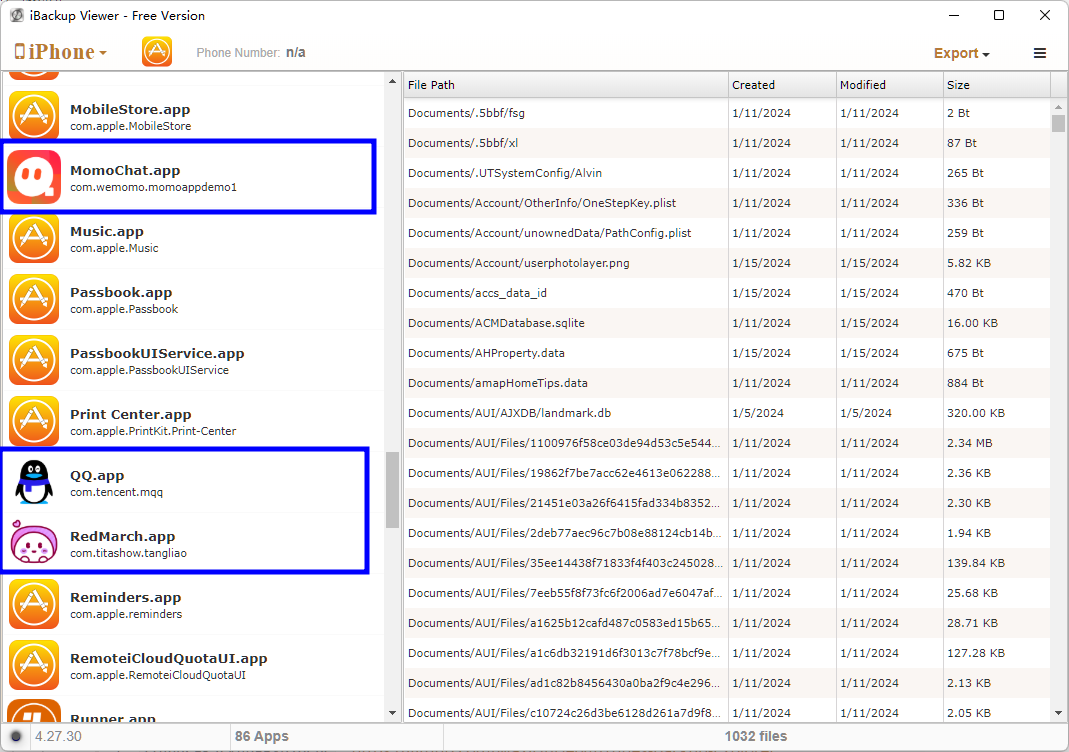 iBackup Viewer - Free Version
iPhone
Phone Number: n/a
Export
MobileStore.app
com.apple.MobileStore
MomoChat.app
com.wemomo.momoappdemo1
Music.app
com.apple.Music
Passbook.app
com.apple.Passbook
PassbookUIService.app
com.apple.PassbookUIService
Print Center.app
com.apple.PrintKit.Print-Center
QQ.app
com.tencent.mqq
RedMarch.app
com.titashow.tangliao
Reminders.app
com.apple.reminders
RemoteiCloudQuotaUI.app
com.apple.RemoteiCloudQuotaUI
Runner.app
File Path Created Modified Size
Documents/.5bbf/fsg 1/11/2024 1/11/2024 2 Bt
Documents/.5bbf/xl 1/11/2024 1/11/2024 87 Bt
Documents/.UTSystemConfig/Alvin 1/11/2024 1/11/2024 265 Bt
Documents/Account/OtherInfo/OneStepKey.plist 1/11/2024 1/11/2024 336 Bt
Documents/Account/unownedData/PathConfig.plist 1/11/2024 1/11/2024 259 Bt
Documents/Account/userphotolayer.png 1/15/2024 1/15/2024 5.82 KB
Documents/accs_data_id 1/15/2024 1/15/2024 470 Bt
Documents/ACMDatabase.sqlite 1/11/2024 1/15/2024 16.00 KB
Documents/AHProperty.data 1/15/2024 1/15/2024 675 Bt
Documents/amapHomeTips.data 1/11/2024 1/11/2024 884 Bt
Documents/AUI/AJXDB/landmark.db 1/5/2024 1/5/2024 320.00 KB
Documents/AUI/Files/1100976f58ce03de94d53c5e544... 1/11/2024 1/11/2024 2.34 MB
Documents/AUI/Files/19862f7be7acc62e4613e062288... 1/11/2024 1/11/2024 2.36 KB
Documents/AUI/Files/21451e03a26f6415fad334b8352... 1/11/2024 1/11/2024 2.30 KB
Documents/AUI/Files/2deb77aec96c7b08e88124cb14b... 1/11/2024 1/11/2024 1.94 KB
Documents/AUI/Files/35ee14438f71833f4f403c245028... 1/11/2024 1/11/2024 139.84 KB
Documents/AUI/Files/7eeb55f8f73fc6f2006ad7e6047af... 1/11/2024 1/11/2024 25.68 KB
Documents/AUI/Files/a1625b12cafd487c0583ed15b65... 1/11/2024 1/11/2024 28.71 KB
Documents/AUI/Files/a1c6db32191d6f3013c7f78bcf9e... 1/11/2024 1/11/2024 127.28 KB
Documents/AUI/Files/ad1c82b8456430a0ba2f9c4e296... 1/11/2024 1/11/2024 2.13 KB
Documents/AUI/Files/c10724c26d3be6128d261a7d9f8... 1/11/2024 1/11/2024 2.05 KB
4.27.30 86 Apps 1032 files